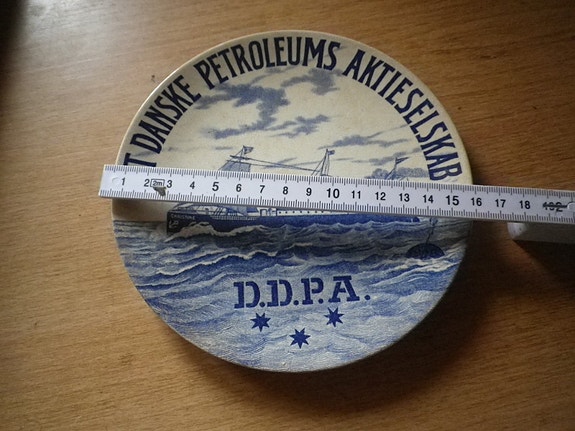 T DANSKE PETROLEUMS AKTIESELSKAB
1 2 2m 3 4 5 6 7 8 9 10 11 12 13 14 15 16 17 18
D.D.P.A.